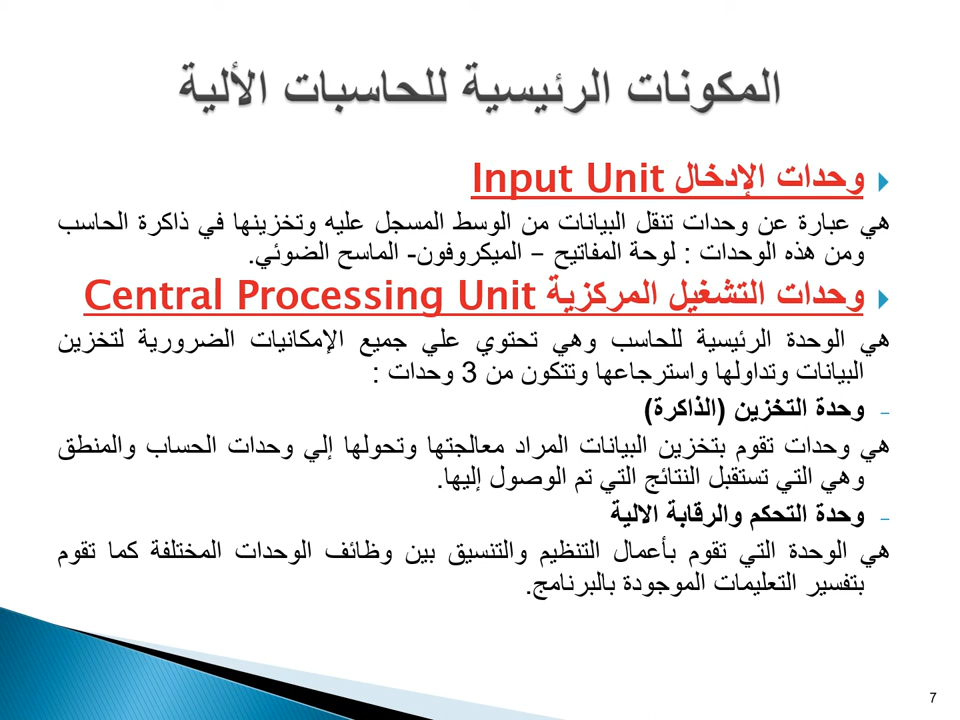 المكونات الرئيسية للحاسبات الألية
وحدات الإدخال Input Unit
هي عبارة عن وحدات تنقل البيانات من الوسط المسجل عليه وتخزينها في ذاكرة الحاسب
ومن هذه الوحدات : لوحة المفاتيح – الميكروفون- الماسح الضوئي.
وحدات التشغيل المركزية Central Processing Unit
هي الوحدة الرئيسية للحاسب وهي تحتوي علي جميع الإمكانيات الضرورية لتخزين
البيانات وتداولها واسترجاعها وتتكون من 3 وحدات :
- وحدة التخزين (الذاكرة)
هي وحدات تقوم بتخزين البيانات المراد معالجتها وتحولها إلي وحدات الحساب والمنطق
وهي التي تستقبل النتائج التي تم الوصول إليها.
- وحدة التحكم والرقابة الالية
هي الوحدة التي تقوم بأعمال التنظيم والتنسيق بين وظائف الوحدات المختلفة كما تقوم
بتفسير التعليمات الموجودة بالبرنامج.
7